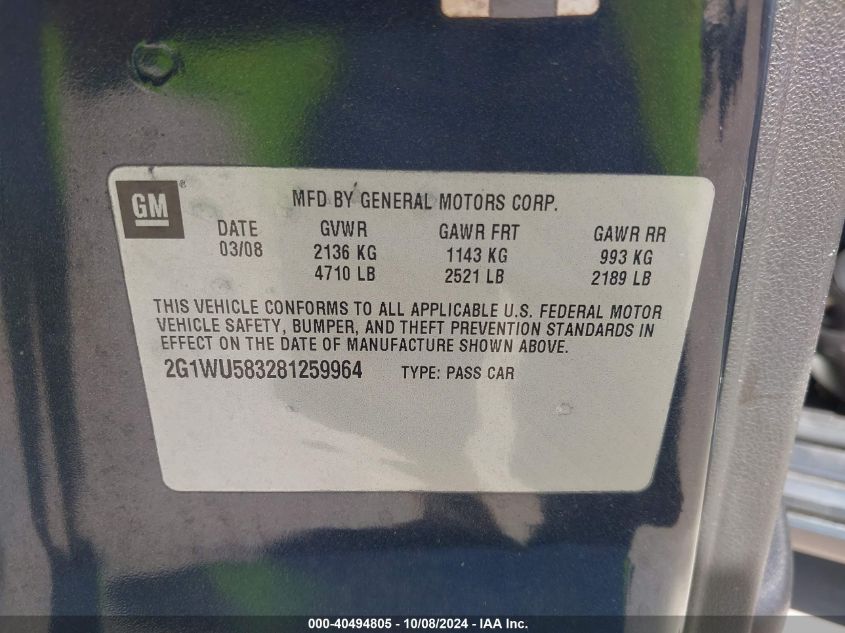 GM ®
MFD BY GENERAL MOTORS CORP.
DATE GVWR GAWR FRT GAWR RR
03/08 2136 KG 1143 KG 993 KG
4710 LB 2521 LB 2189 LB
THIS VEHICLE CONFORMS TO ALL APPLICABLE U.S. FEDERAL MOTOR
VEHICLE SAFETY, BUMPER, AND THEFT PREVENTION STANDARDS IN
EFFECT ON THE DATE OF MANUFACTURE SHOWN ABOVE.
2G1WU583281259964 TYPE: PASS CAR
000-40494805 - 10/08/2024 - IAA Inc.